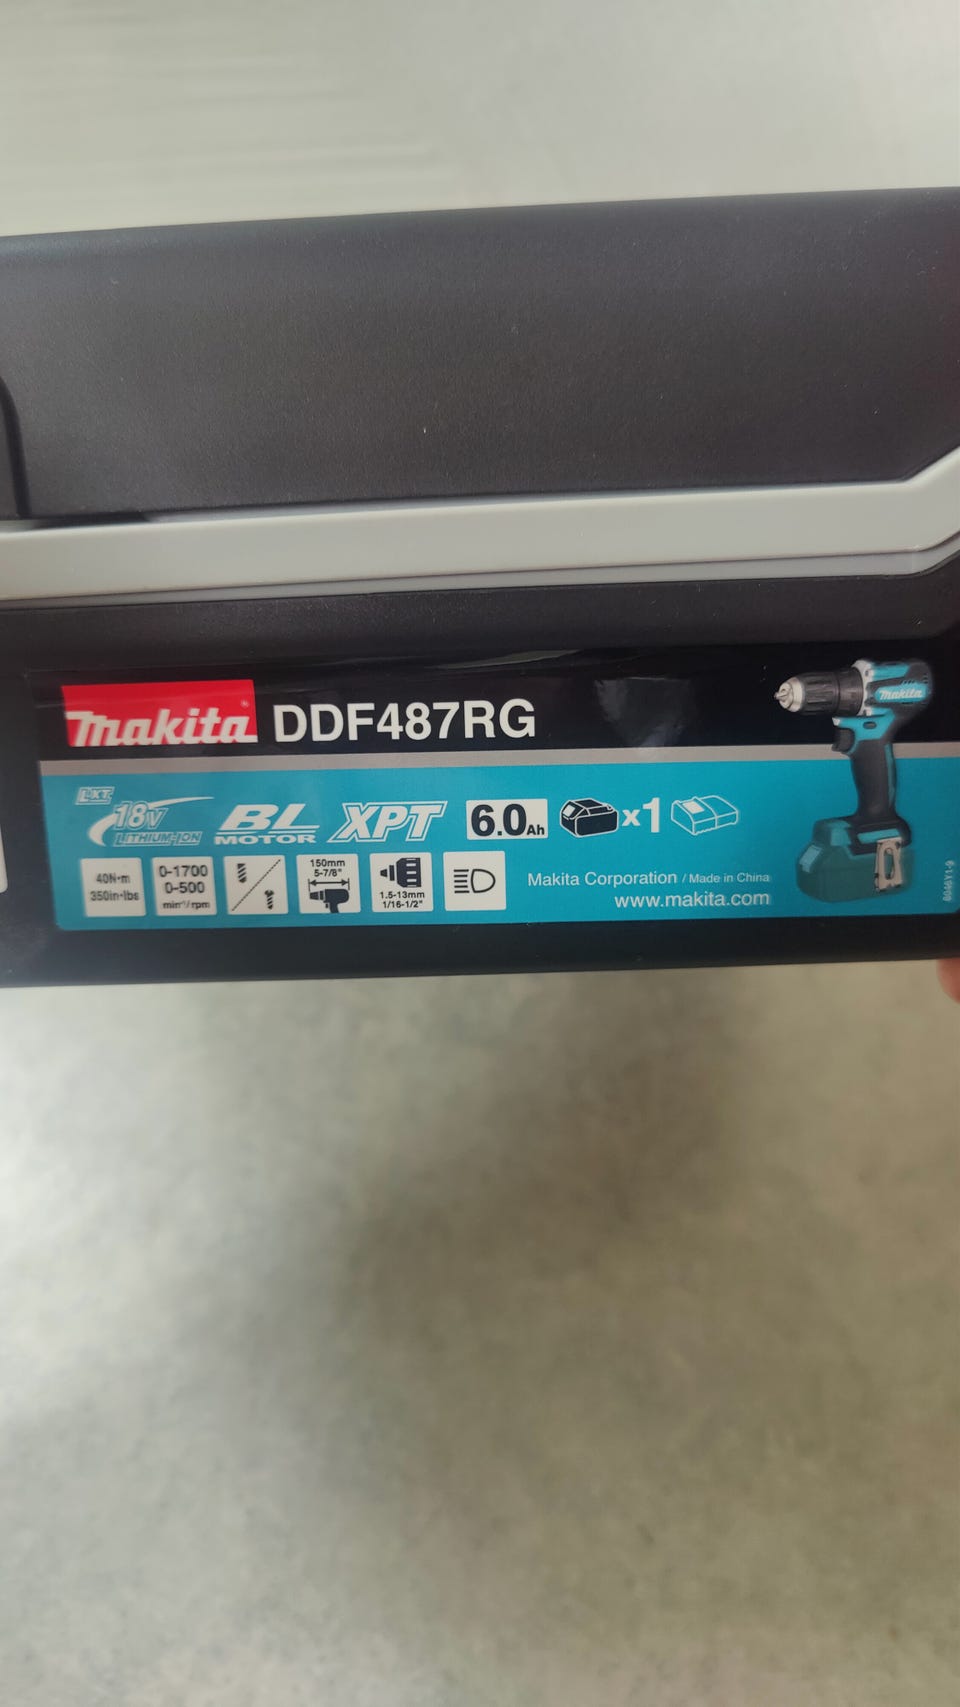 makita® DDF487RG
LXT
18V
LITHIUM-ION
BL
MOTOR
XPT
6.0Ah
x1
40N·m
350in·lbs
0-1700
0-500
min⁻¹/rpm
150mm
5-7/8"
1.5-13mm
1/16-1/2"
Makita Corporation / Made in China
www.makita.com
makita